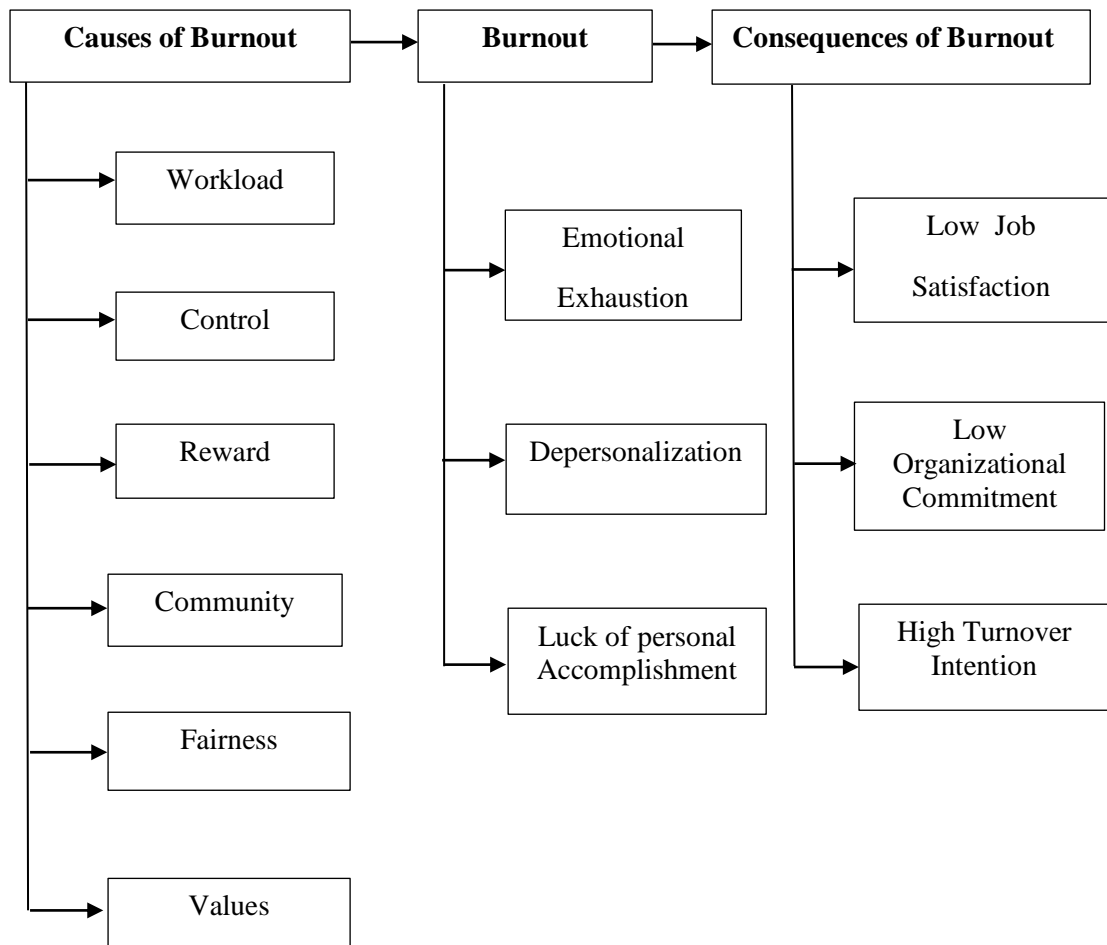 Causes of Burnout
Burnout
Consequences of Burnout
Workload
Control
Reward
Community
Fairness
Values
Emotional
Exhaustion
Depersonalization
Luck of personal
Accomplishment
Low Job
Satisfaction
Low
Organizational
Commitment
High Turnover
Intention